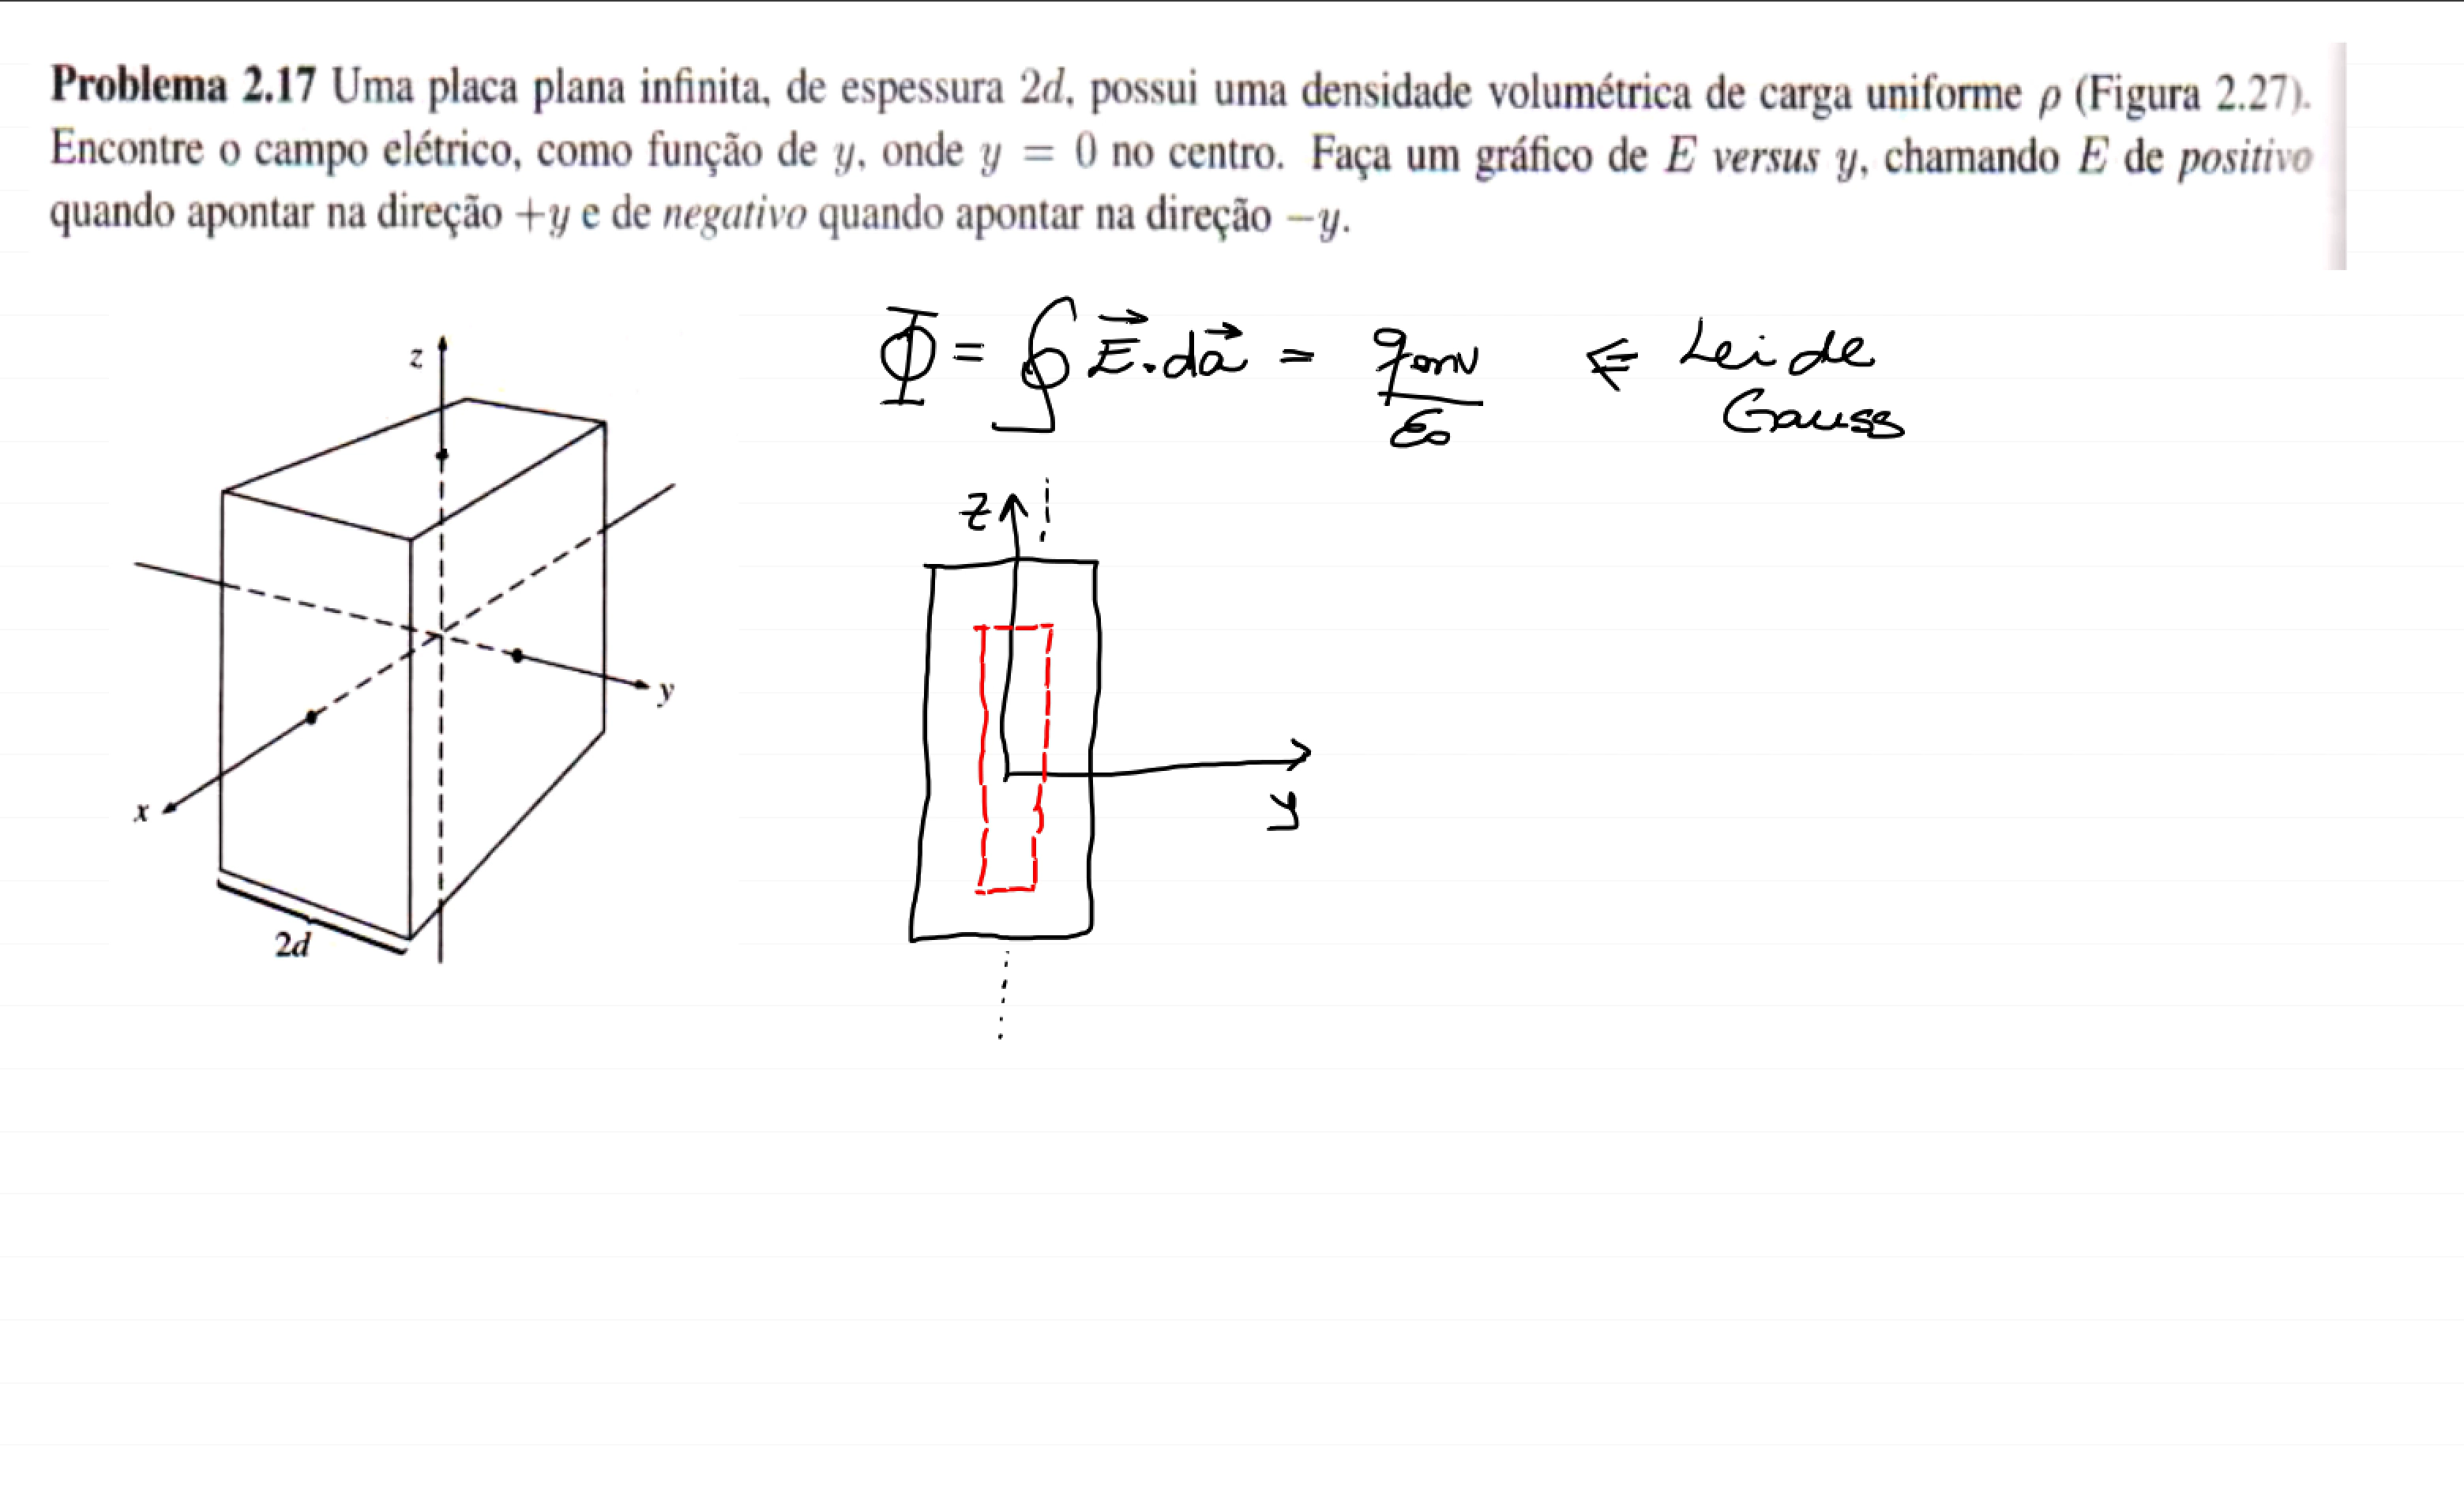 Problema 2.17 Uma placa plana infinita, de espessura 2d, possui uma densidade volumétrica de carga uniforme ρ (Figura 2.27).
Encontre o campo elétrico, como função de y, onde y = 0 no centro. Faça um gráfico de E versus y, chamando E de positivo
quando apontar na direção +y e de negativo quando apontar na direção −y.
Φ = ∮ E⃗ · da⃗ = q_env / ε₀ ⇐ Lei de
Gauss
z
y
x
2d
z
y